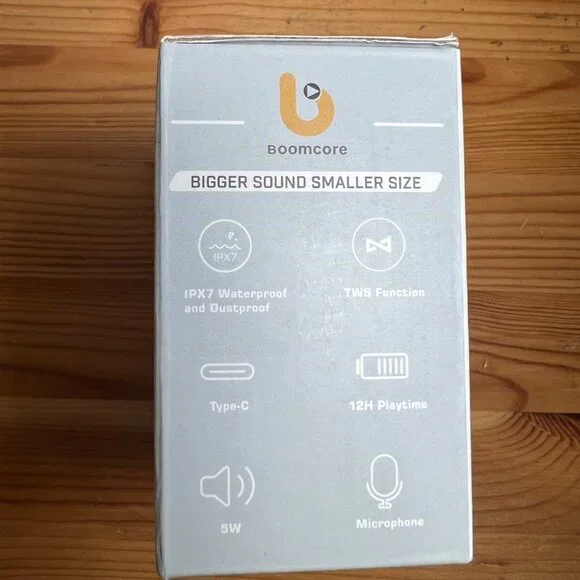 Boomcore
BIGGER SOUND SMALLER SIZE
P.
IPX7
IPX7 Waterproof
and Dustproof
TWS Function
Type-C
12H Playtime
5W
Microphone